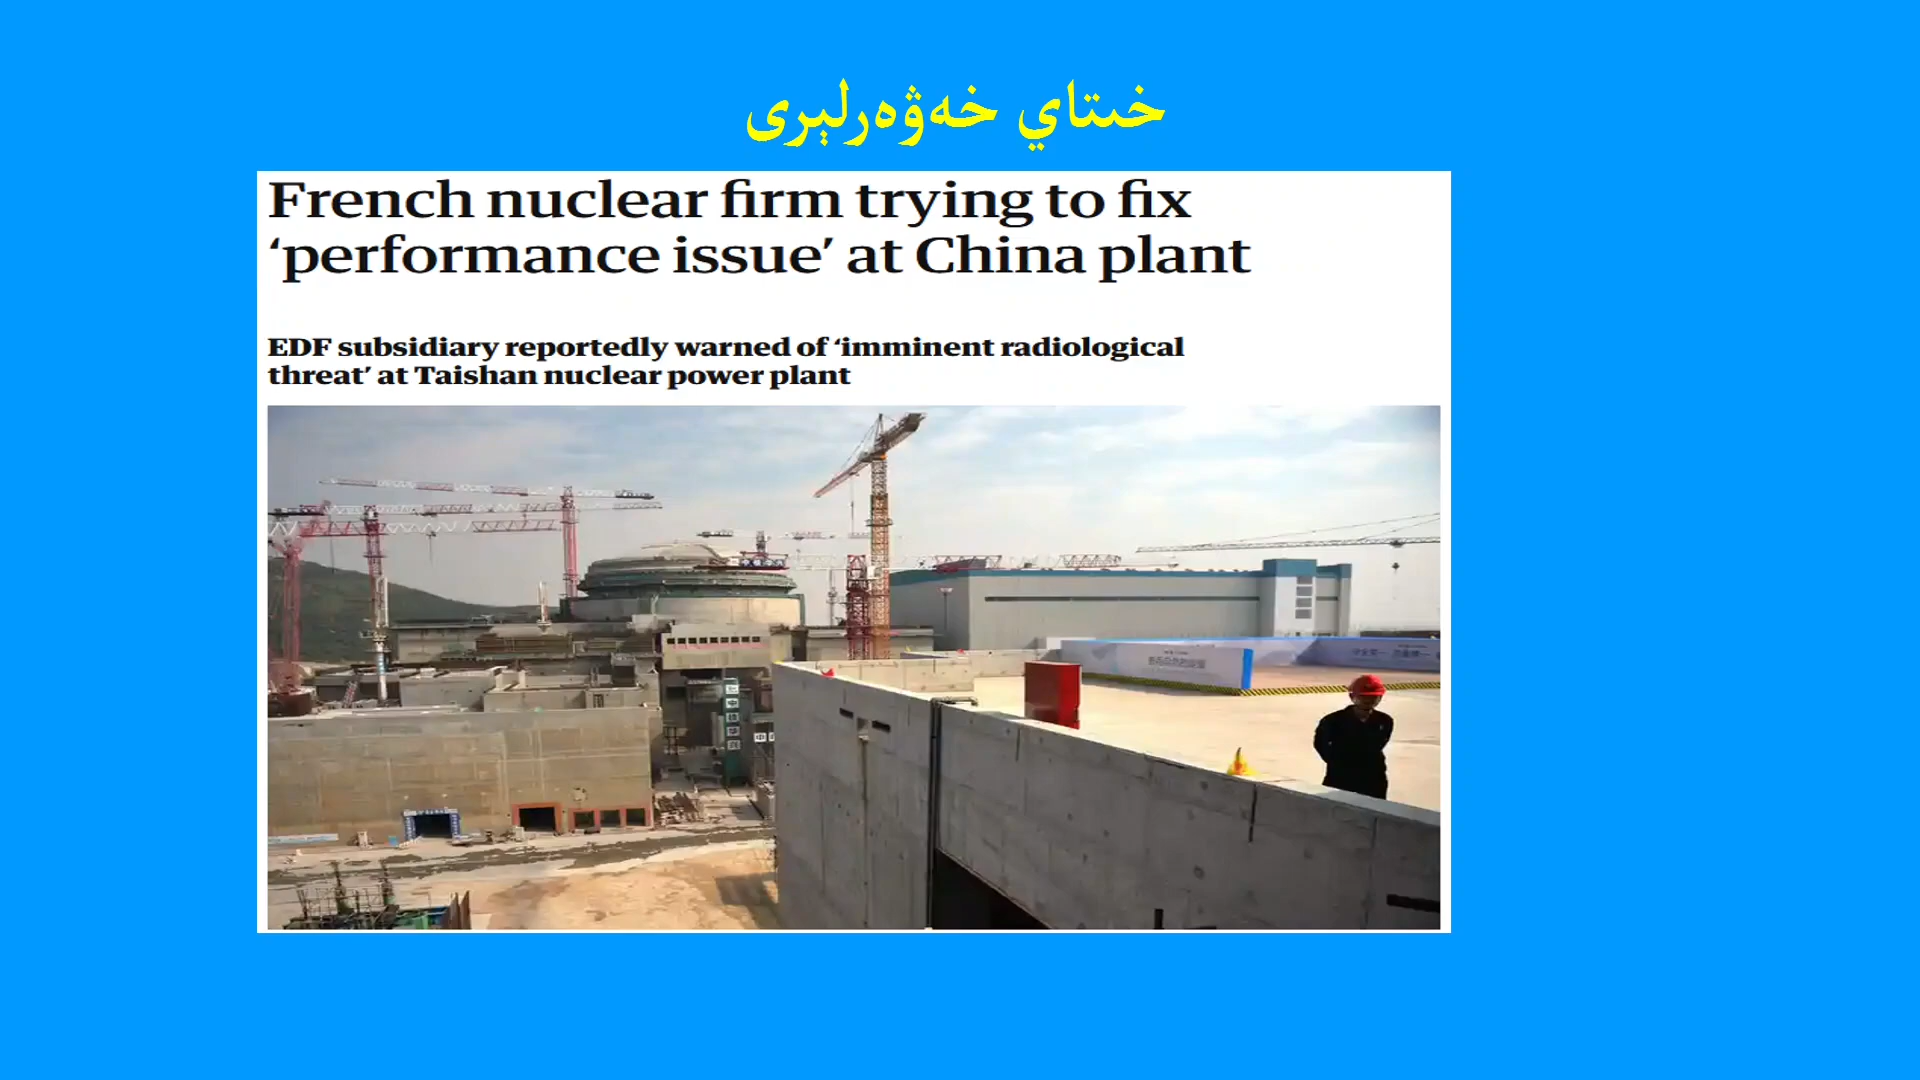 خىتاي خەۋەرلېرى
French nuclear firm trying to fix
‘performance issue’ at China plant
EDF subsidiary reportedly warned of ‘imminent radiological
threat’ at Taishan nuclear power plant